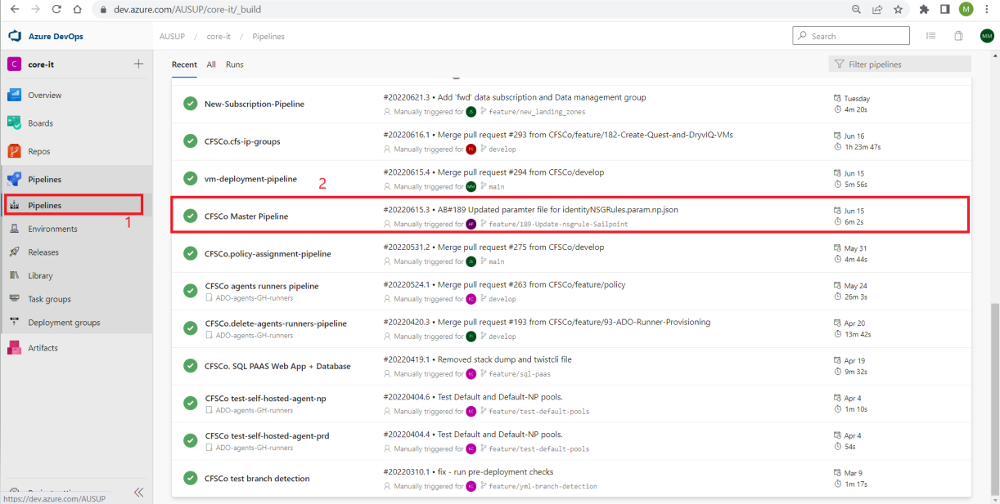 dev.azure.com/AUSUP/core-it/_build
M
Azure DevOps
AUSUP / core-it / Pipelines
Search
MM
C core-it
Recent All Runs
Filter pipelines
Overview
Boards
Repos
Pipelines
Pipelines
1
Environments
Releases
Library
Task groups
Deployment groups
Artifacts
https://dev.azure.com/AUSUP
New-Subscription-Pipeline
#20220621.3 • Add 'fwd' data subscription and Data management group
Manually triggered for JS feature/new_landing_zones
Tuesday
4m 20s
CFSCo.cfs-ip-groups
#20220616.1 • Merge pull request #293 from CFSCo/feature/182-Create-Quest-and-DryvIQ-VMs
Manually triggered for develop
Jun 16
1h 23m 47s
vm-deployment-pipeline
2
#20220615.4 • Merge pull request #294 from CFSCo/develop
Manually triggered for MM main
Jun 15
5m 56s
CFSCo Master Pipeline
#20220615.3 • AB#189 Updated paramter file for identityNSGRules.param.np.json
Manually triggered for AP feature/189-Update-nsgrule-Sailpoint
Jun 15
6m 2s
CFSCo.policy-assignment-pipeline
#20220531.2 • Merge pull request #275 from CFSCo/develop
Manually triggered for JS main
May 31
4m 44s
CFSCo agents runners pipeline
ADO-agents-GH-runners
#20220524.1 • Merge pull request #263 from CFSCo/feature/policy
Manually triggered for KC develop
May 24
26m 3s
CFSCo.delete-agents-runners-pipeline
ADO-agents-GH-runners
#20220420.3 • Merge pull request #193 from CFSCo/feature/93-ADO-Runner-Provisioning
Manually triggered for JS develop
Apr 20
13m 42s
CFSCo. SQL PAAS Web App + Database
#20220419.1 • Removed stack dump and twistcli file
Manually triggered for KC feature/sql-paas
Apr 19
9m 32s
CFSCo test-self-hosted-agent-np
ADO-agents-GH-runners
#20220404.6 • Test Default and Default-NP pools.
Manually triggered for KC feature/test-default-pools
Apr 4
1m 10s
CFSCo test-self-hosted-agent-prd
ADO-agents-GH-runners
#20220404.4 • Test Default and Default-NP pools.
Manually triggered for KC feature/test-default-pools
Apr 4
54s
CFSCo test branch detection
#20220310.1 • fix - run pre-deployment checks
Manually triggered for KC feature/yml-branch-detection
Mar 9
1m 17s